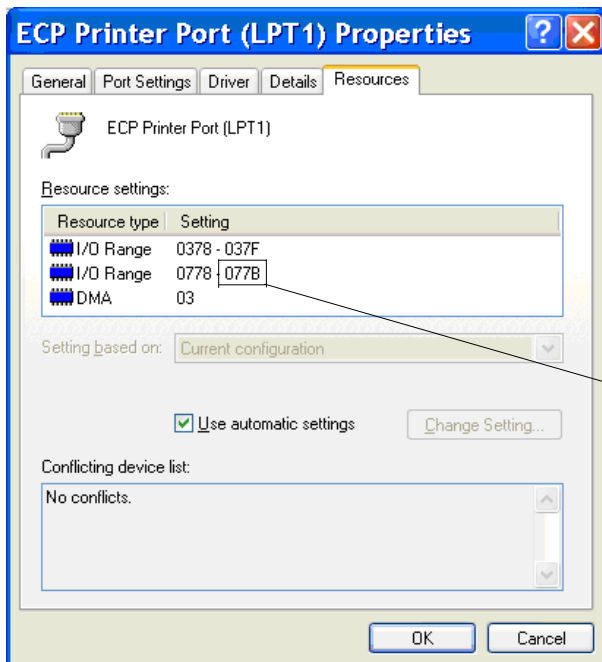 ECP Printer Port (LPT1) Properties
General Port Settings Driver Details Resources
ECP Printer Port (LPT1)
Resource settings:
Resource type Setting
I/O Range 0378 - 037F
I/O Range 0778 - 077B
DMA 03
Setting based on: Current configuration
Use automatic settings Change Setting...
Conflicting device list:
No conflicts.
OK Cancel